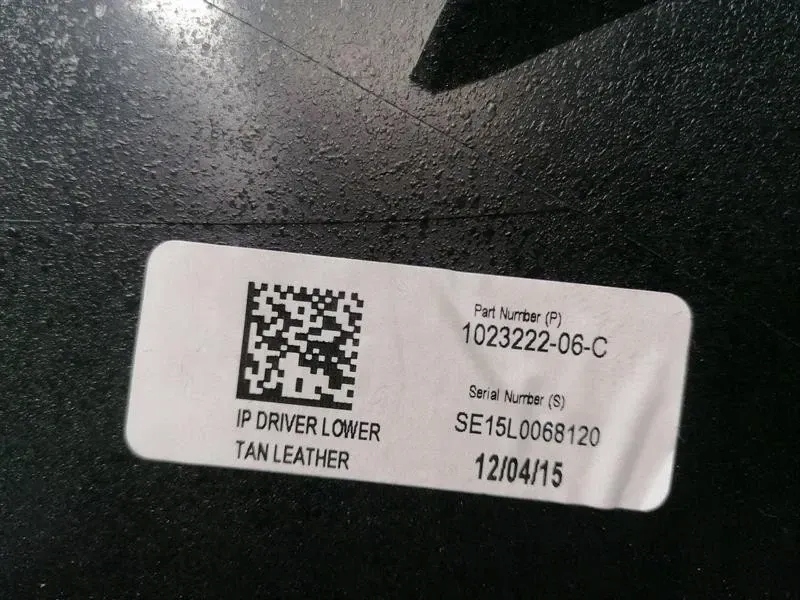 Part Number (P)
1023222-06-C
Serial Number (S)
SE15L0068120
12/04/15
IP DRIVER LOWER
TAN LEATHER